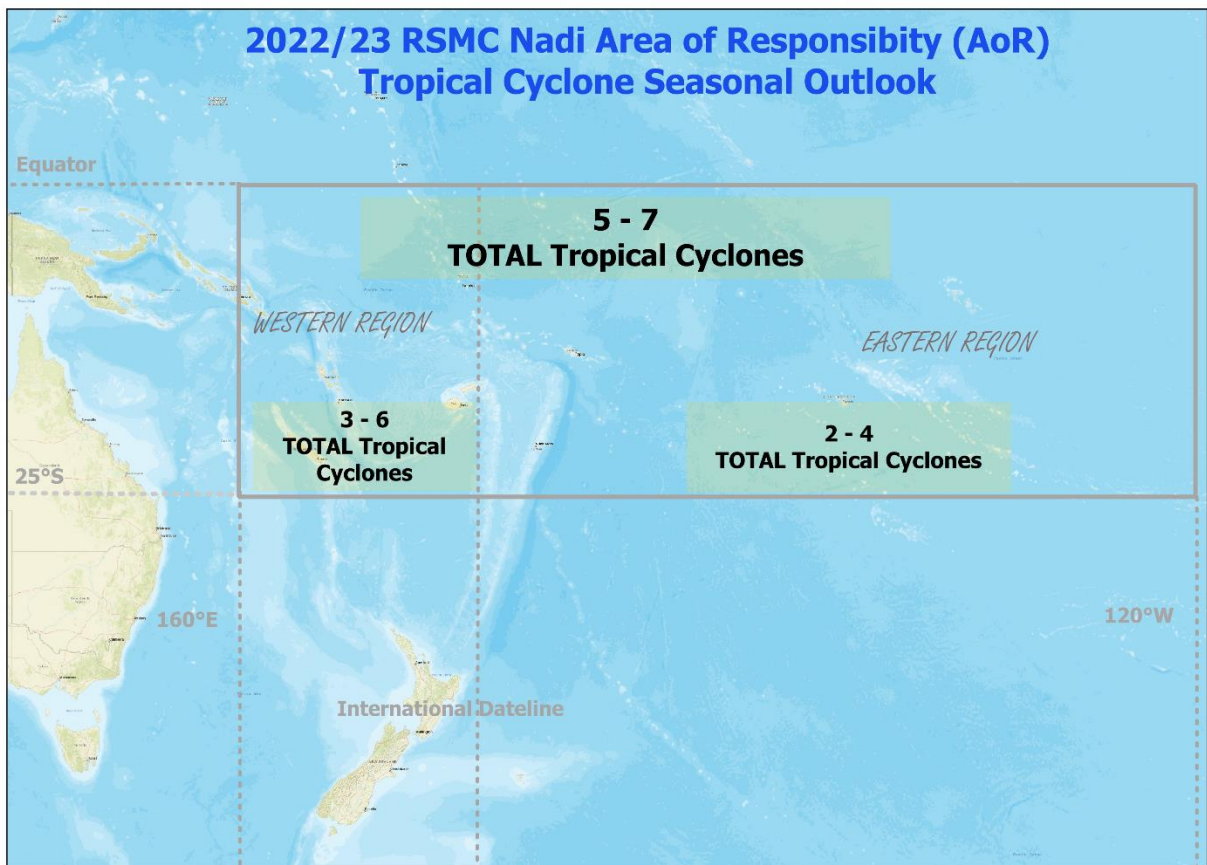 2022/23 RSMC Nadi Area of Responsibity (AoR)
Tropical Cyclone Seasonal Outlook
Equator
5 - 7
TOTAL Tropical Cyclones
WESTERN REGION
EASTERN REGION
3 - 6
TOTAL Tropical
Cyclones
2 - 4
TOTAL Tropical Cyclones
25°S
160°E
120°W
International Dateline